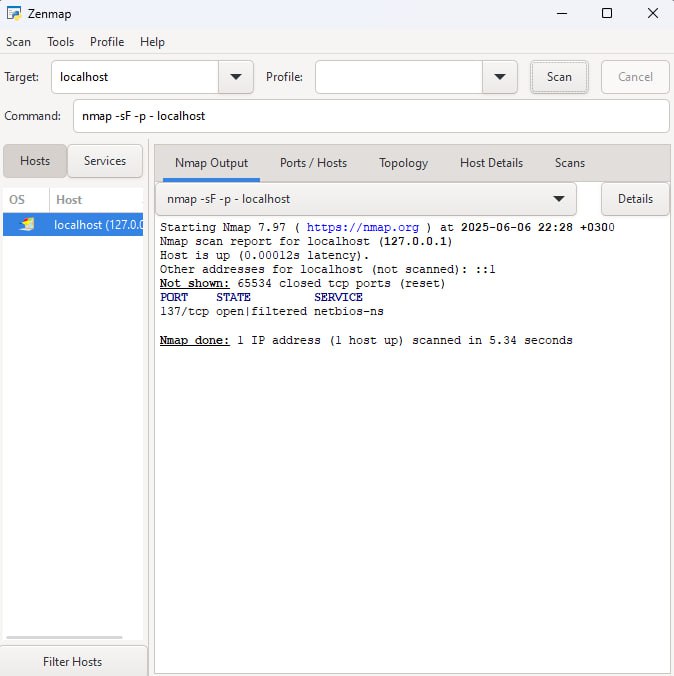 Zenmap
Scan Tools Profile Help
Target: localhost Profile: Scan Cancel
Command: nmap -sF -p - localhost
Hosts Services
Nmap Output Ports / Hosts Topology Host Details Scans
OS Host
nmap -sF -p - localhost Details
localhost (127.0.0
Starting Nmap 7.97 ( https://nmap.org ) at 2025-06-06 22:28 +0300
Nmap scan report for localhost (127.0.0.1)
Host is up (0.00012s latency).
Other addresses for localhost (not scanned): ::1
Not shown: 65534 closed tcp ports (reset)
PORT STATE SERVICE
137/tcp open|filtered netbios-ns
Nmap done: 1 IP address (1 host up) scanned in 5.34 seconds
Filter Hosts